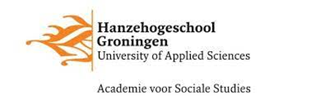 Hanzehogeschool
Groningen
University of Applied Sciences
Academie voor Sociale Studies